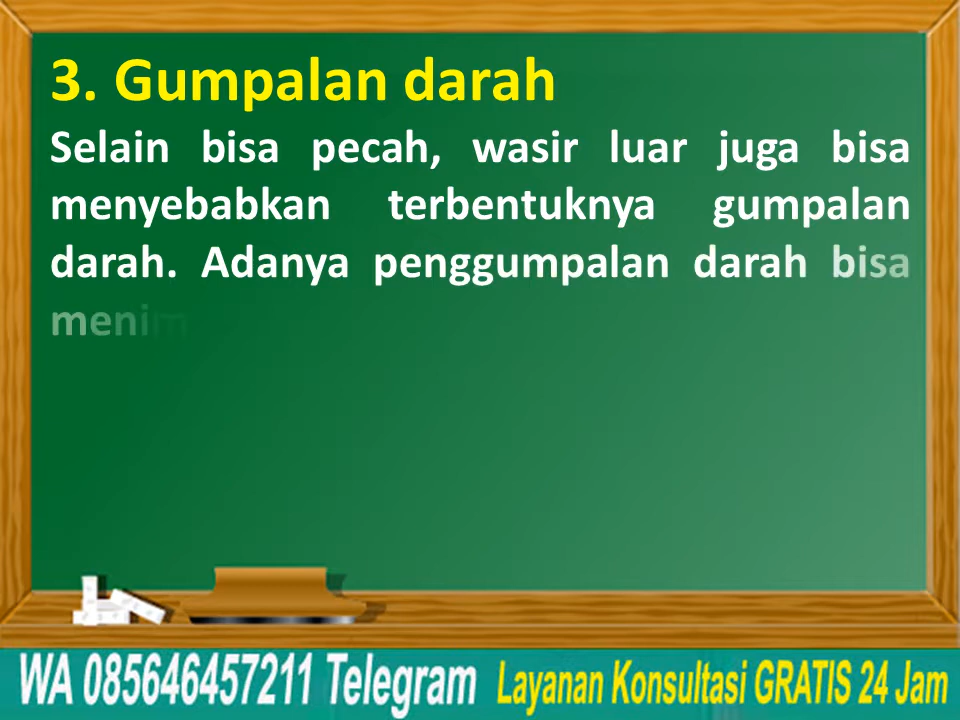 3. Gumpalan darah
Selain bisa pecah, wasir luar juga bisa
menyebabkan terbentuknya gumpalan
darah. Adanya penggumpalan darah bisa
menim
WA 085646457211 Telegram Layanan Konsultasi GRATIS 24 Jam